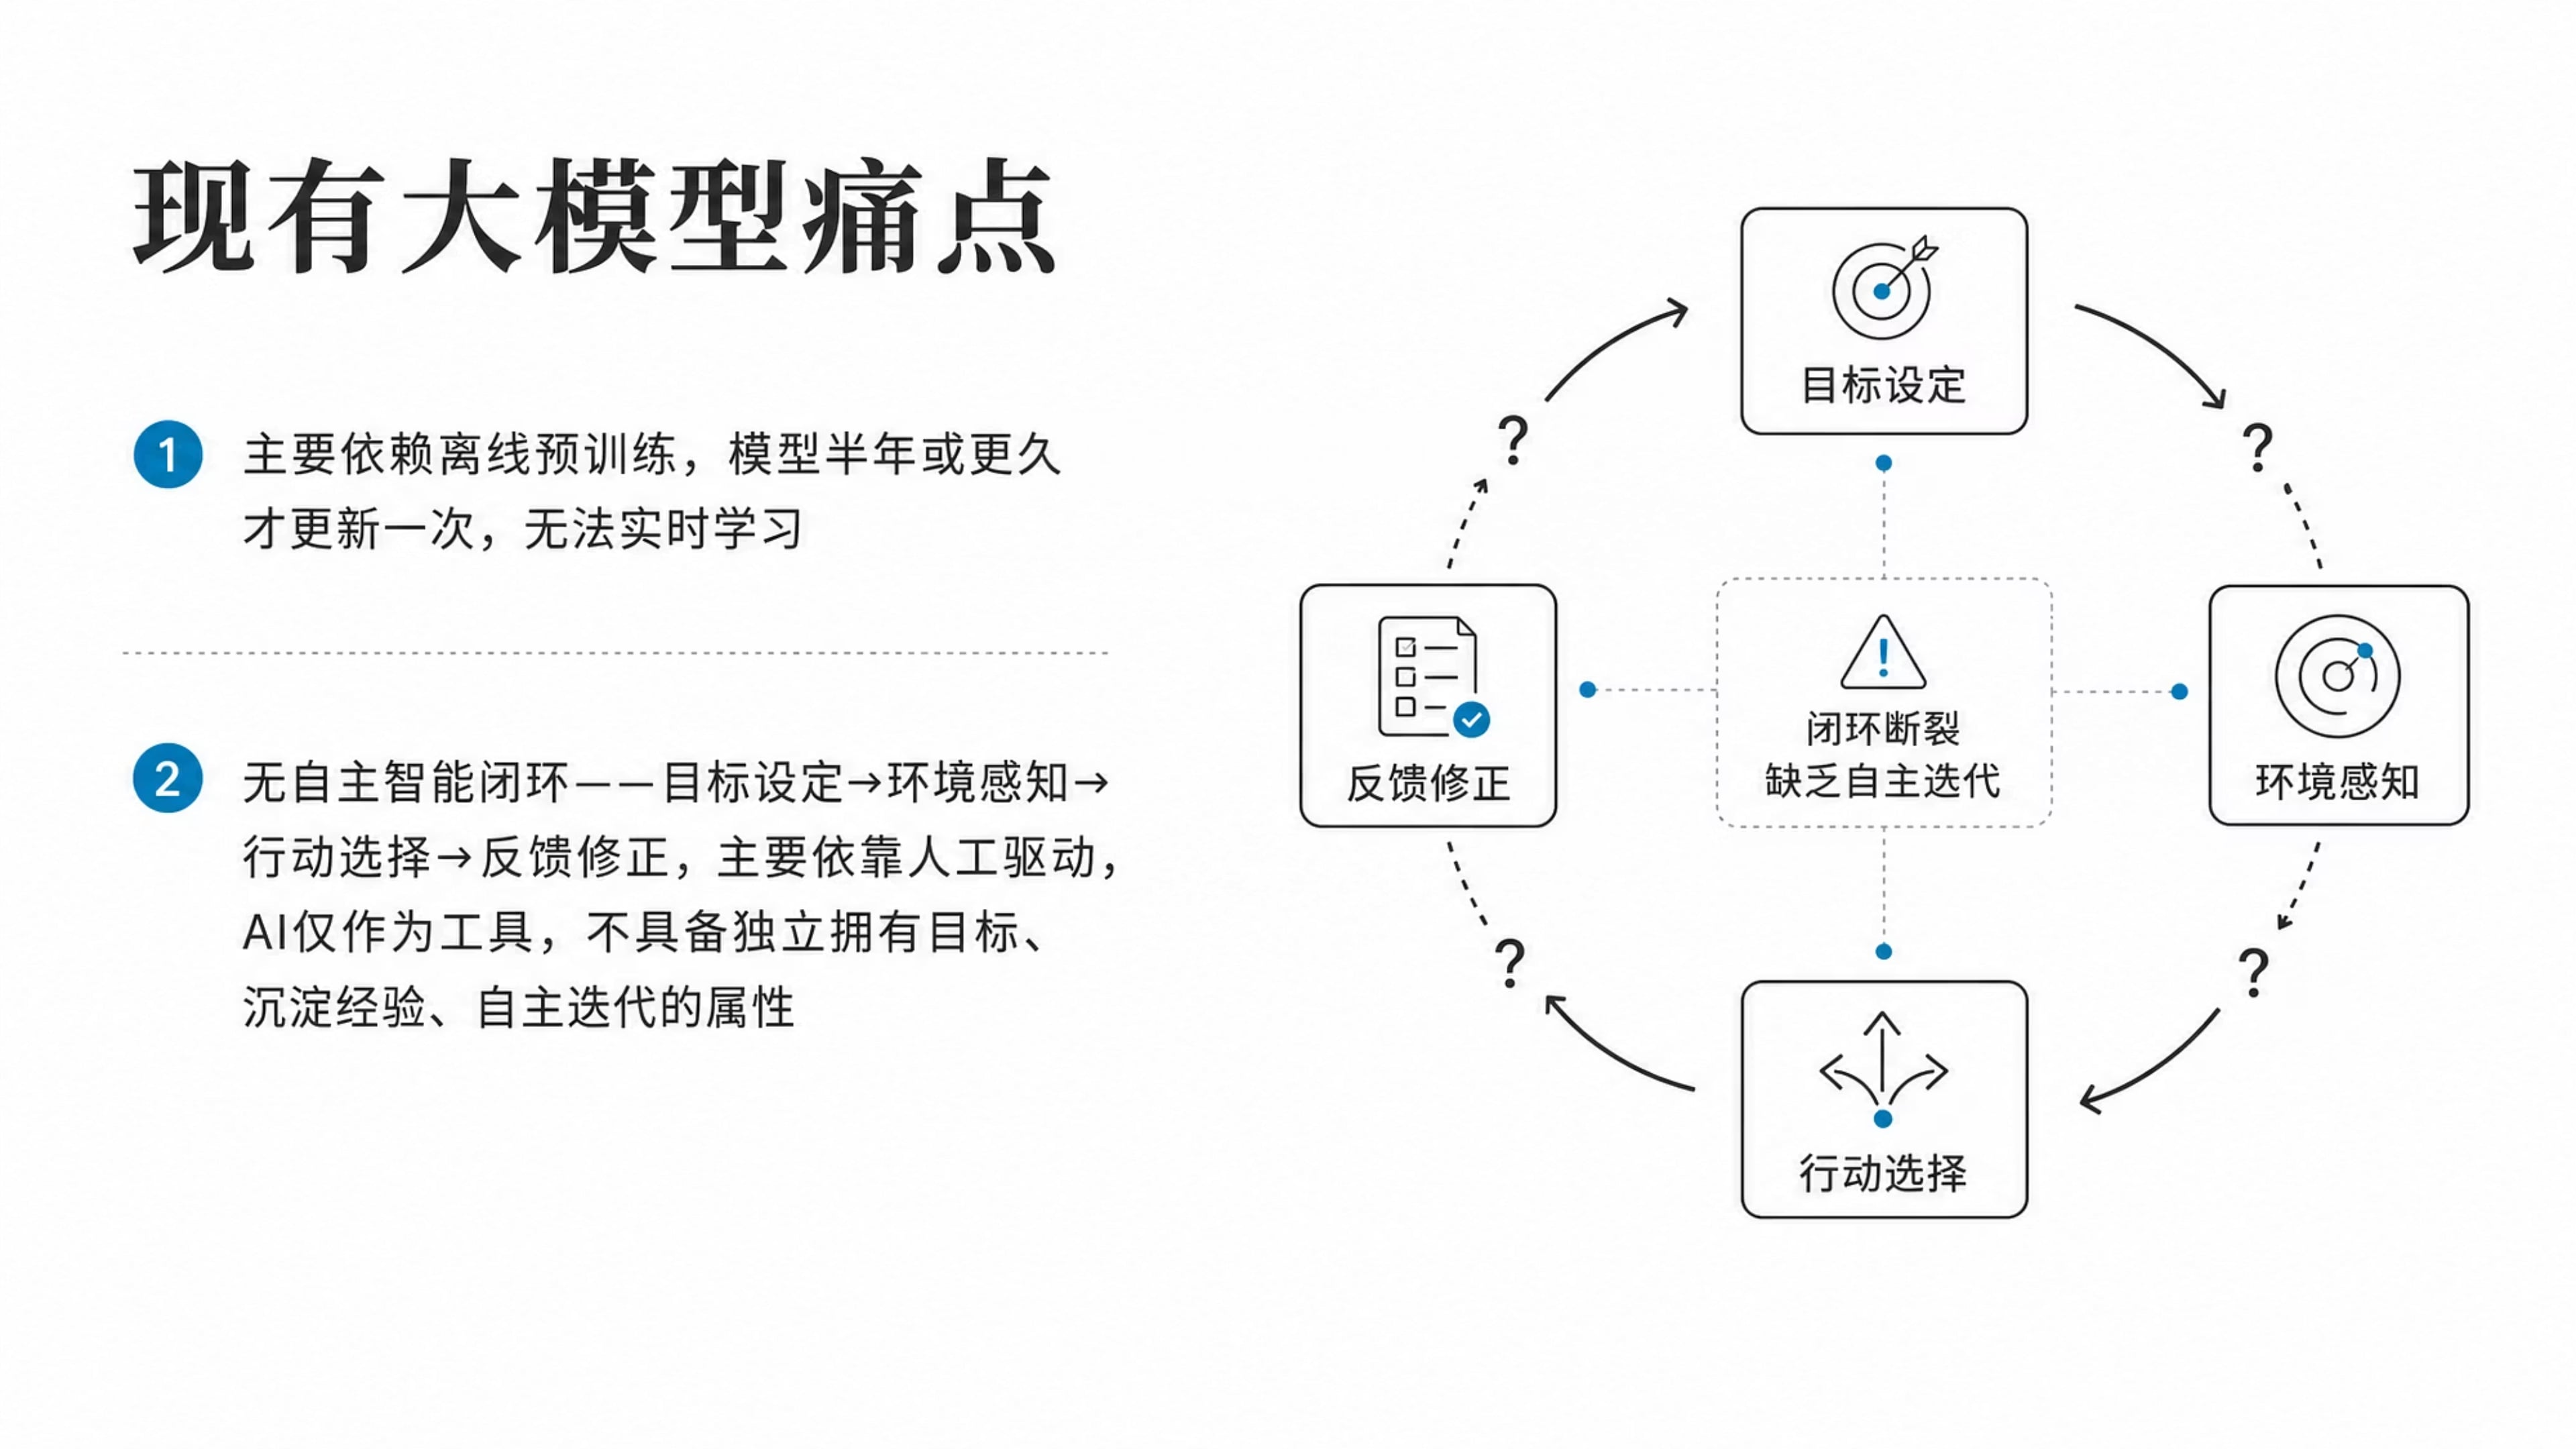 现有大模型痛点
1
主要依赖离线预训练，模型半年或更久
才更新一次，无法实时学习
2
无自主智能闭环——目标设定→环境感知→
行动选择→反馈修正，主要依靠人工驱动，
AI仅作为工具，不具备独立拥有目标、
沉淀经验、自主迭代的属性
目标设定
?
?
反馈修正
!
闭环断裂
缺乏自主迭代
环境感知
?
?
行动选择